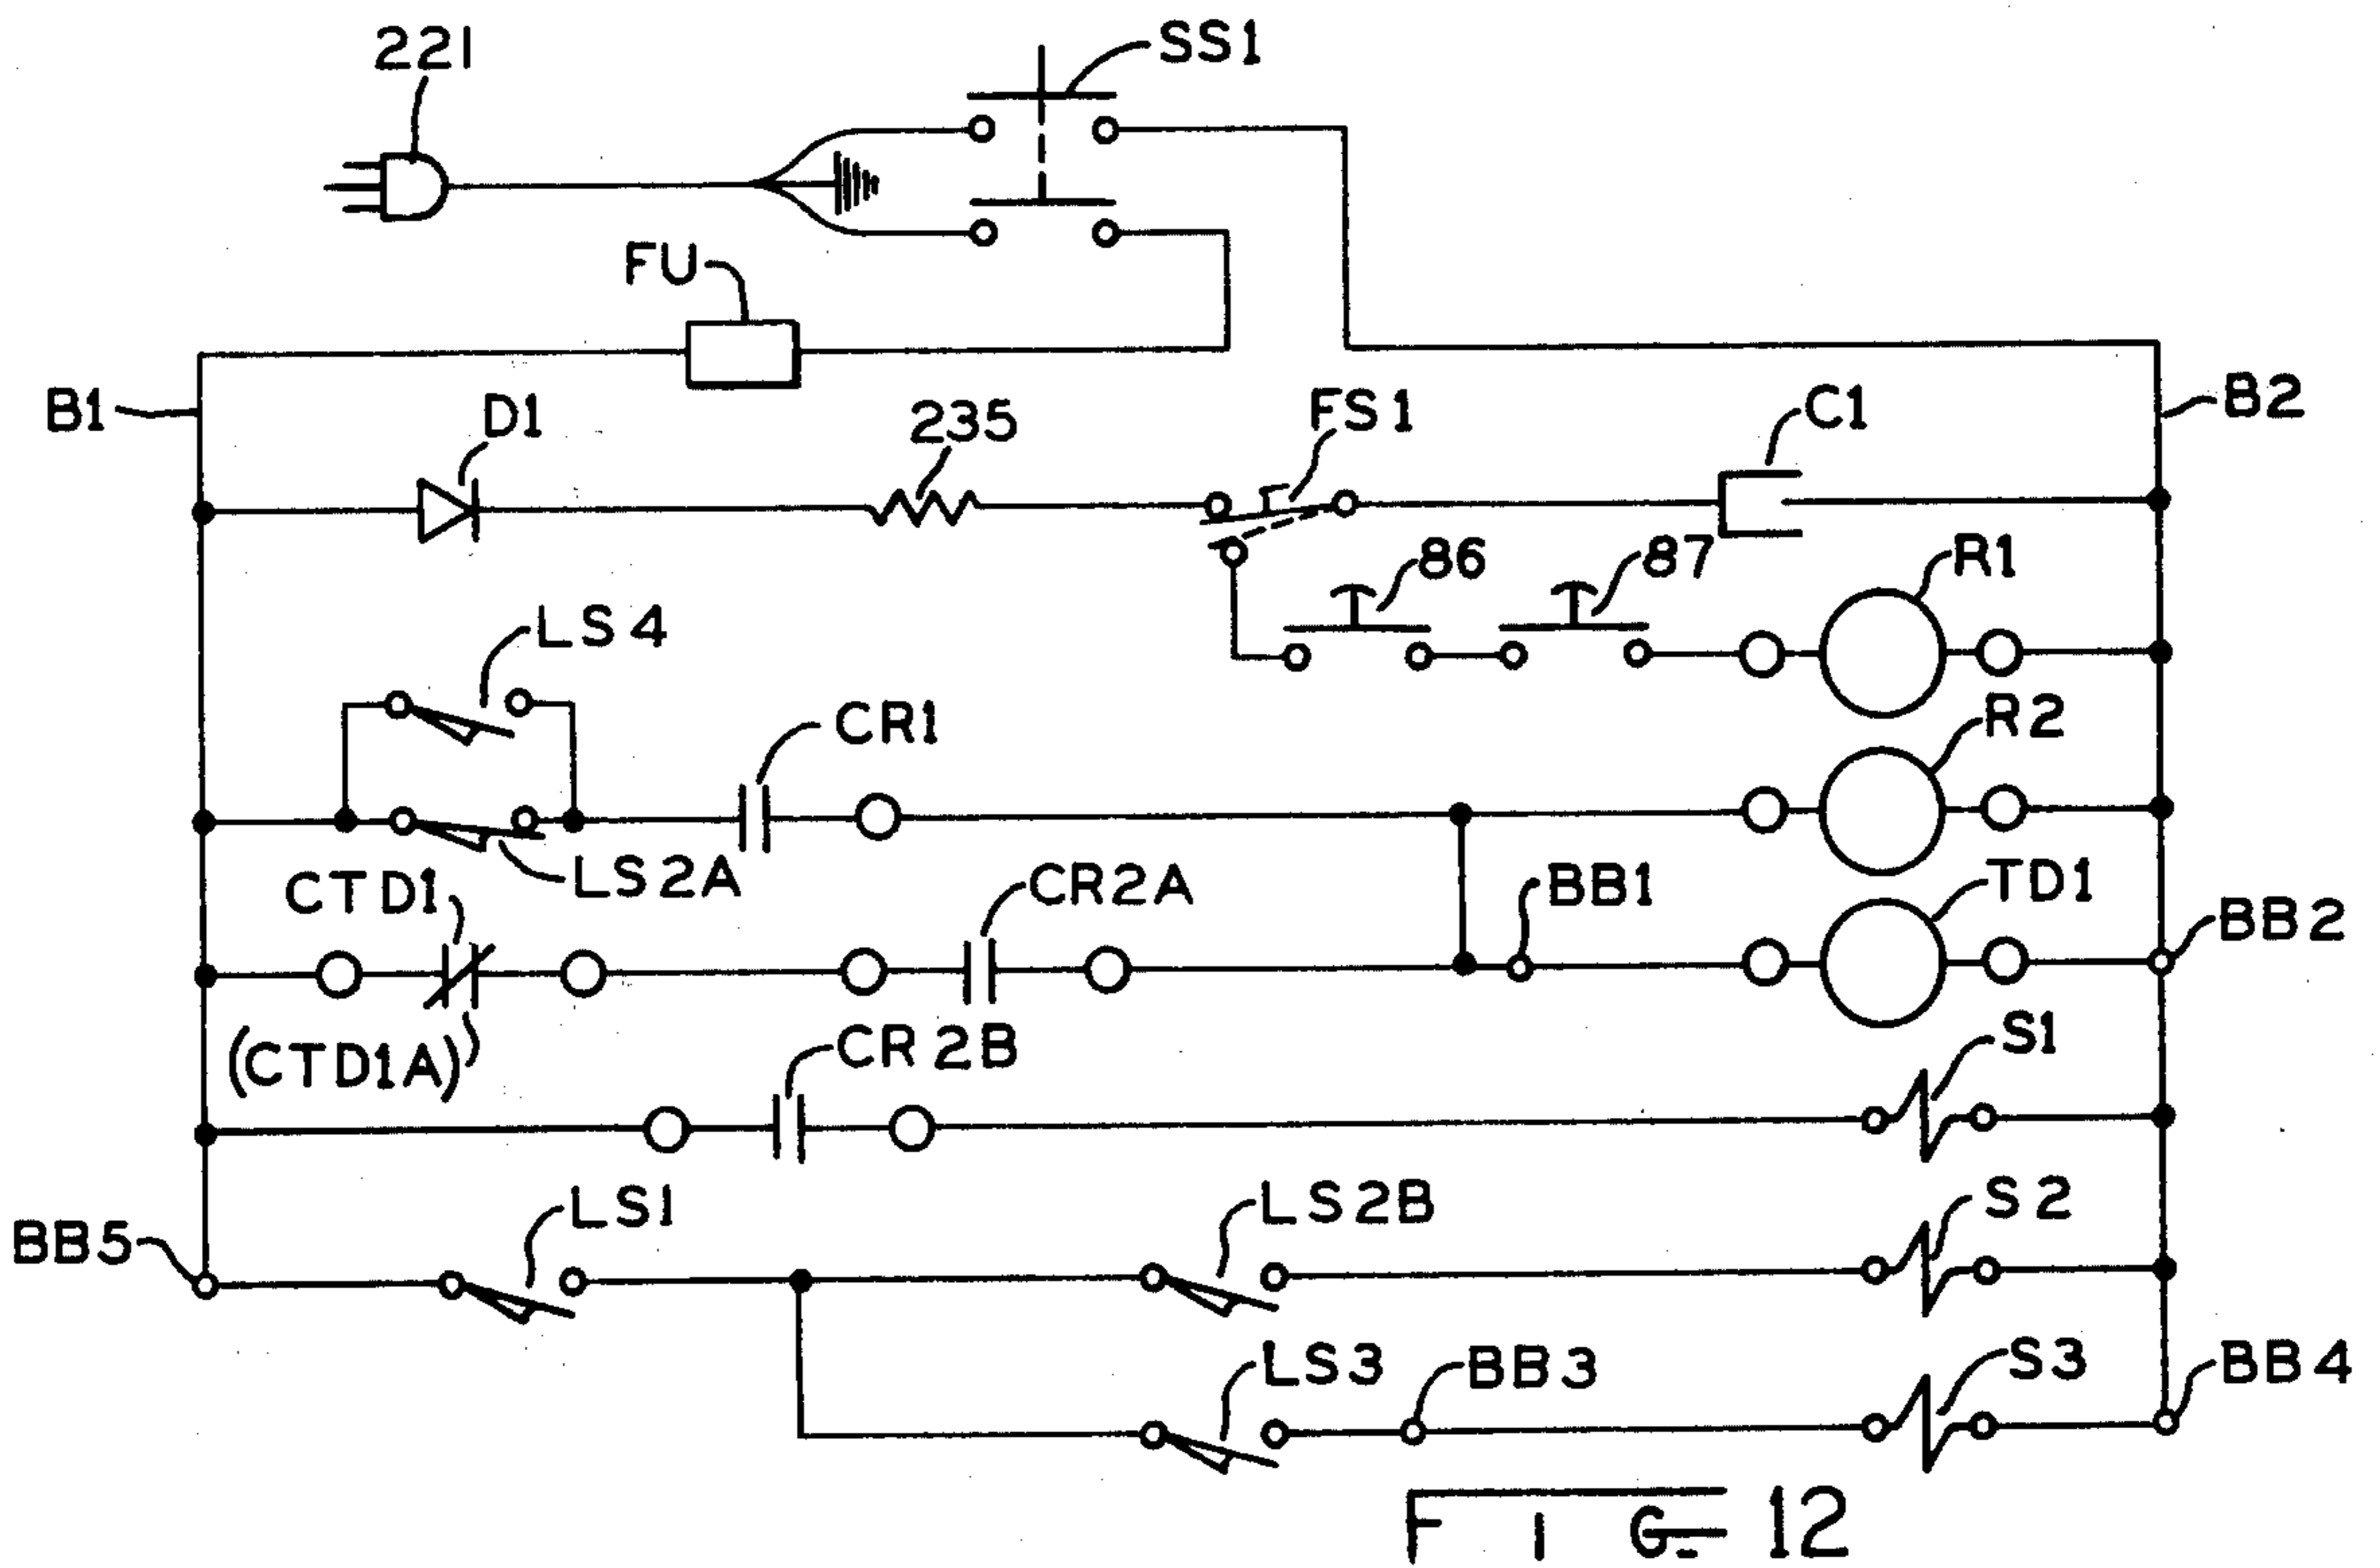 221
SS1
FU
B1
D1
235
FS1
C1
B2
86
87
R1
LS4
CR1
R2
LS2A
CTD1
CR2A
BB1
TD1
BB2
(CTD1A)
CR2B
S1
BB5
LS1
LS2B
S2
LS3
BB3
S3
BB4
FIG 12